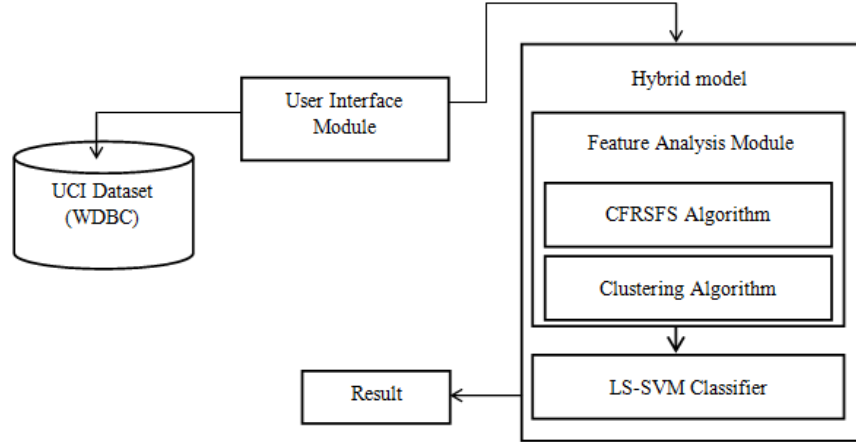 Hybrid model
User Interface
Module
Feature Analysis Module
UCI Dataset
(WDBC)
CFRSFS Algorithm
Clustering Algorithm
LS-SVM Classifier
Result